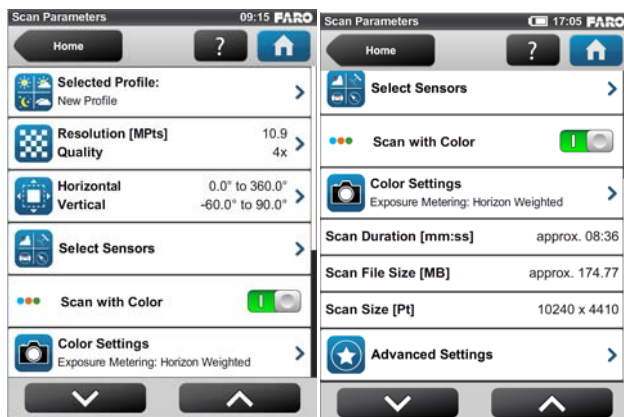 Scan Parameters 09:15 FARO
Home ?
Selected Profile:
New Profile
Resolution [MPts] 10.9
Quality 4x
Horizontal 0.0° to 360.0°
Vertical -60.0° to 90.0°
Select Sensors
Scan with Color
Color Settings
Exposure Metering: Horizon Weighted
Scan Parameters 17:05 FARO
Home ?
Select Sensors
Scan with Color
Color Settings
Exposure Metering: Horizon Weighted
Scan Duration [mm:ss] approx. 08:36
Scan File Size [MB] approx. 174.77
Scan Size [Pt] 10240 x 4410
Advanced Settings